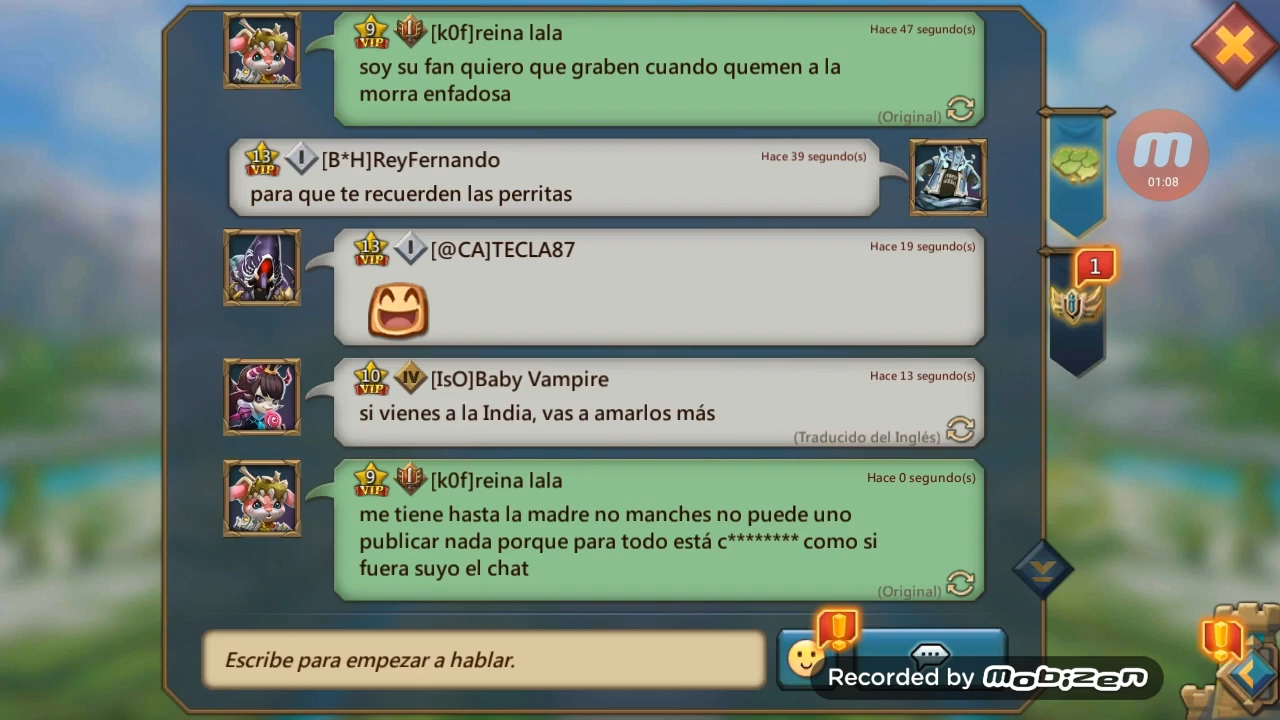 9 VIP I [k0f]reina lala Hace 47 segundo(s)
soy su fan quiero que graben cuando quemen a la
morra enfadosa
(Original)
m
01:08
13 VIP I [B*H]ReyFernando Hace 39 segundo(s)
para que te recuerden las perritas
13 VIP I [@CA]TECLA87 Hace 19 segundo(s)
1
10 VIP IV [IsO]Baby Vampire Hace 13 segundo(s)
si vienes a la India, vas a amarlos más
(Traducido del Inglés)
9 VIP I [k0f]reina lala Hace 0 segundo(s)
me tiene hasta la madre no manches no puede uno
publicar nada porque para todo está c******** como si
fuera suyo el chat
(Original)
Escribe para empezar a hablar.
Recorded by mobizen